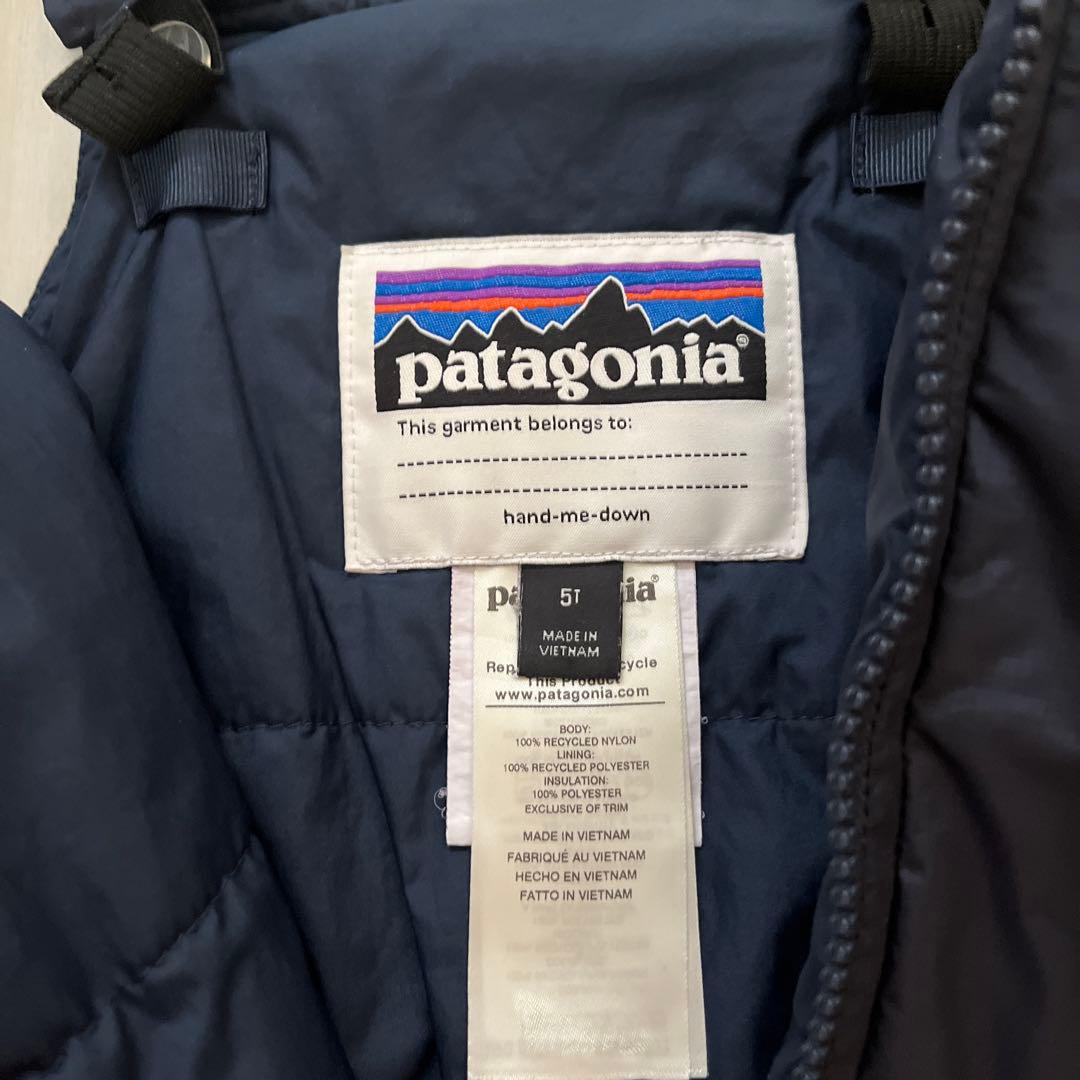 patagonia®
This garment belongs to:
hand-me-down
5T
MADE IN
VIETNAM
www.patagonia.com
BODY:
100% RECYCLED NYLON
LINING:
100% RECYCLED POLYESTER
INSULATION:
100% POLYESTER
EXCLUSIVE OF TRIM
MADE IN VIETNAM
FABRIQUÉ AU VIETNAM
HECHO EN VIETNAM
FATTO IN VIETNAM